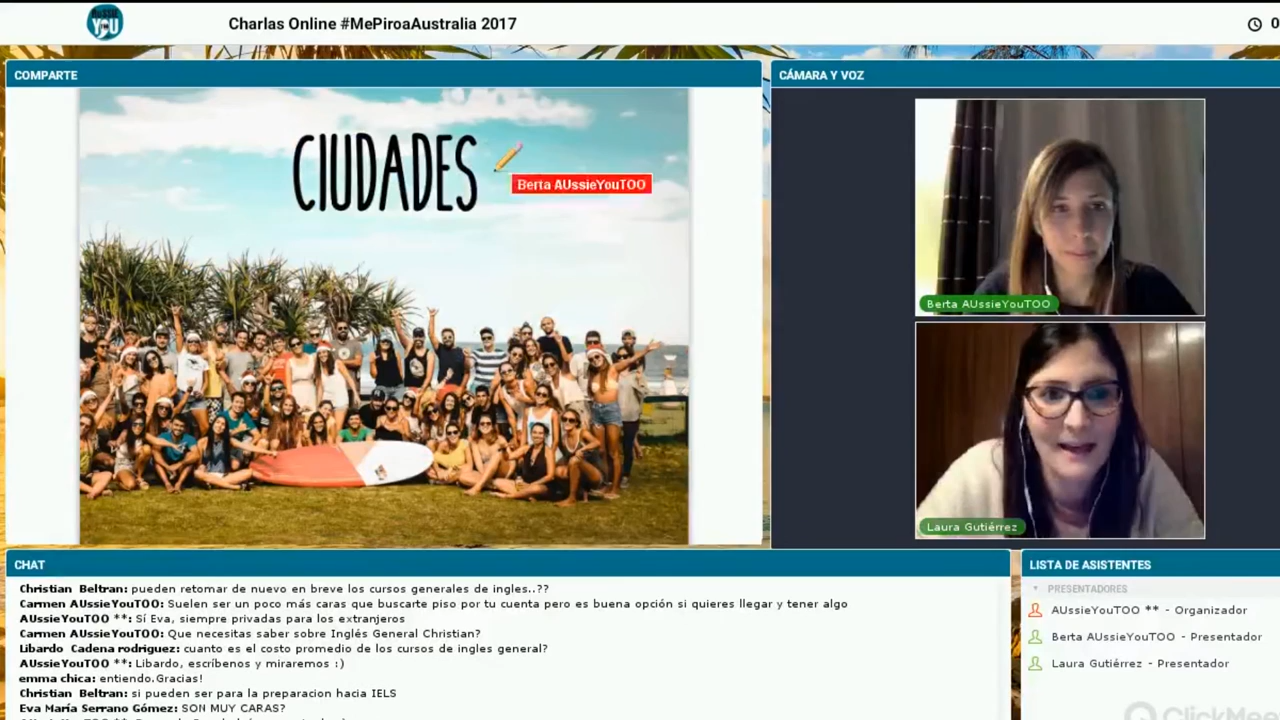 AUSSIE
YOU
Charlas Online #MePiroaAustralia 2017
0
COMPARTE
CÁMARA Y VOZ
CIUDADES
Berta AUssieYouTOO
Berta AUssieYouTOO
Laura Gutiérrez
CHAT
Christian Beltran: pueden retomar de nuevo en breve los cursos generales de ingles..??
Carmen AUssieYouTOO: Suelen ser un poco más caras que buscarte piso por tu cuenta pero es buena opción si quieres llegar y tener algo
AUssieYouTOO **: Sí Eva, siempre privadas para los extranjeros
Carmen AUssieYouTOO: Que necesitas saber sobre Inglés General Christian?
Libardo Cadena rodriguez: cuanto es el costo promedio de los cursos de ingles general?
AUssieYouTOO **: Libardo, escríbenos y miraremos :)
emma chica: entiendo.Gracias!
Christian Beltran: si pueden ser para la preparacion hacia IELS
Eva María Serrano Gómez: SON MUY CARAS?
LISTA DE ASISTENTES
PRESENTADORES
AUssieYouTOO ** - Organizador
Berta AUssieYouTOO - Presentador
Laura Gutiérrez - Presentador
ClickMee